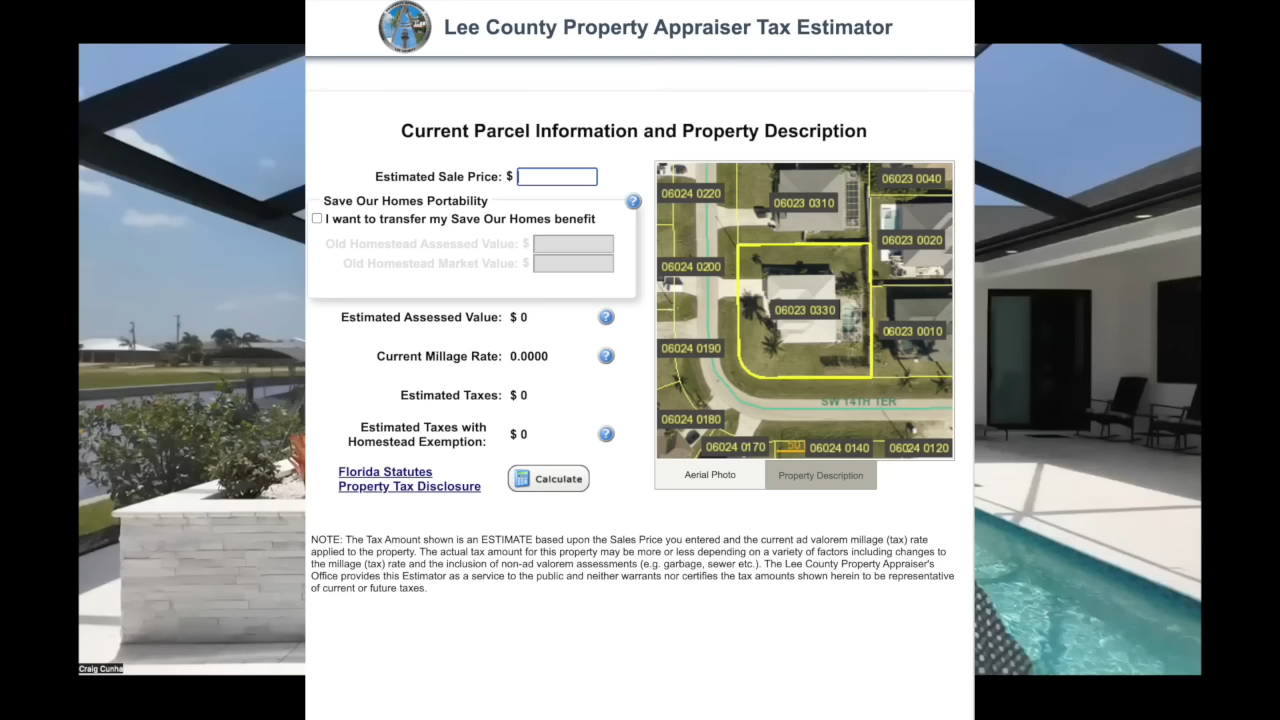 Lee County Property Appraiser Tax Estimator
Current Parcel Information and Property Description
Estimated Sale Price: $
Save Our Homes Portability
I want to transfer my Save Our Homes benefit
Old Homestead Assessed Value: $
Old Homestead Market Value: $
Estimated Assessed Value: $ 0
Current Millage Rate: 0.0000
Estimated Taxes: $ 0
Estimated Taxes with
Homestead Exemption: $ 0
Florida Statutes
Property Tax Disclosure
Calculate
06024 0220
06023 0310
06023 0040
06023 0020
06024 0200
06023 0330
06023 0010
06024 0190
SW 14TH TER
06024 0180
06024 0170
50
06024 0140
06024 0120
Aerial Photo
Property Description
NOTE: The Tax Amount shown is an ESTIMATE based upon the Sales Price you entered and the current ad valorem millage (tax) rate
applied to the property. The actual tax amount for this property may be more or less depending on a variety of factors including changes to
the millage (tax) rate and the inclusion of non-ad valorem assessments (e.g. garbage, sewer etc.). The Lee County Property Appraiser's
Office provides this Estimator as a service to the public and neither warrants nor certifies the tax amounts shown herein to be representative
of current or future taxes.
Craig Cunha